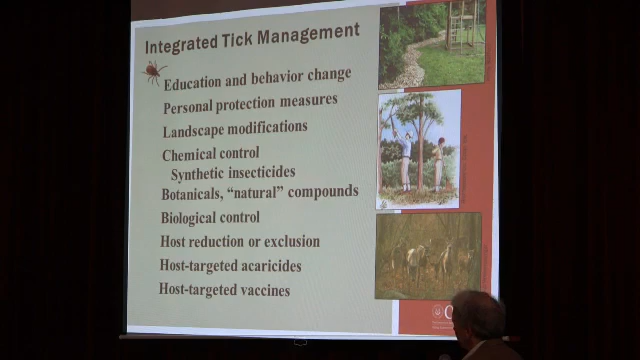 Integrated Tick Management
Education and behavior change
Personal protection measures
Landscape modifications
Chemical control
Synthetic insecticides
Botanicals, “natural” compounds
Biological control
Host reduction or exclusion
Host-targeted acaricides
Host-targeted vaccines